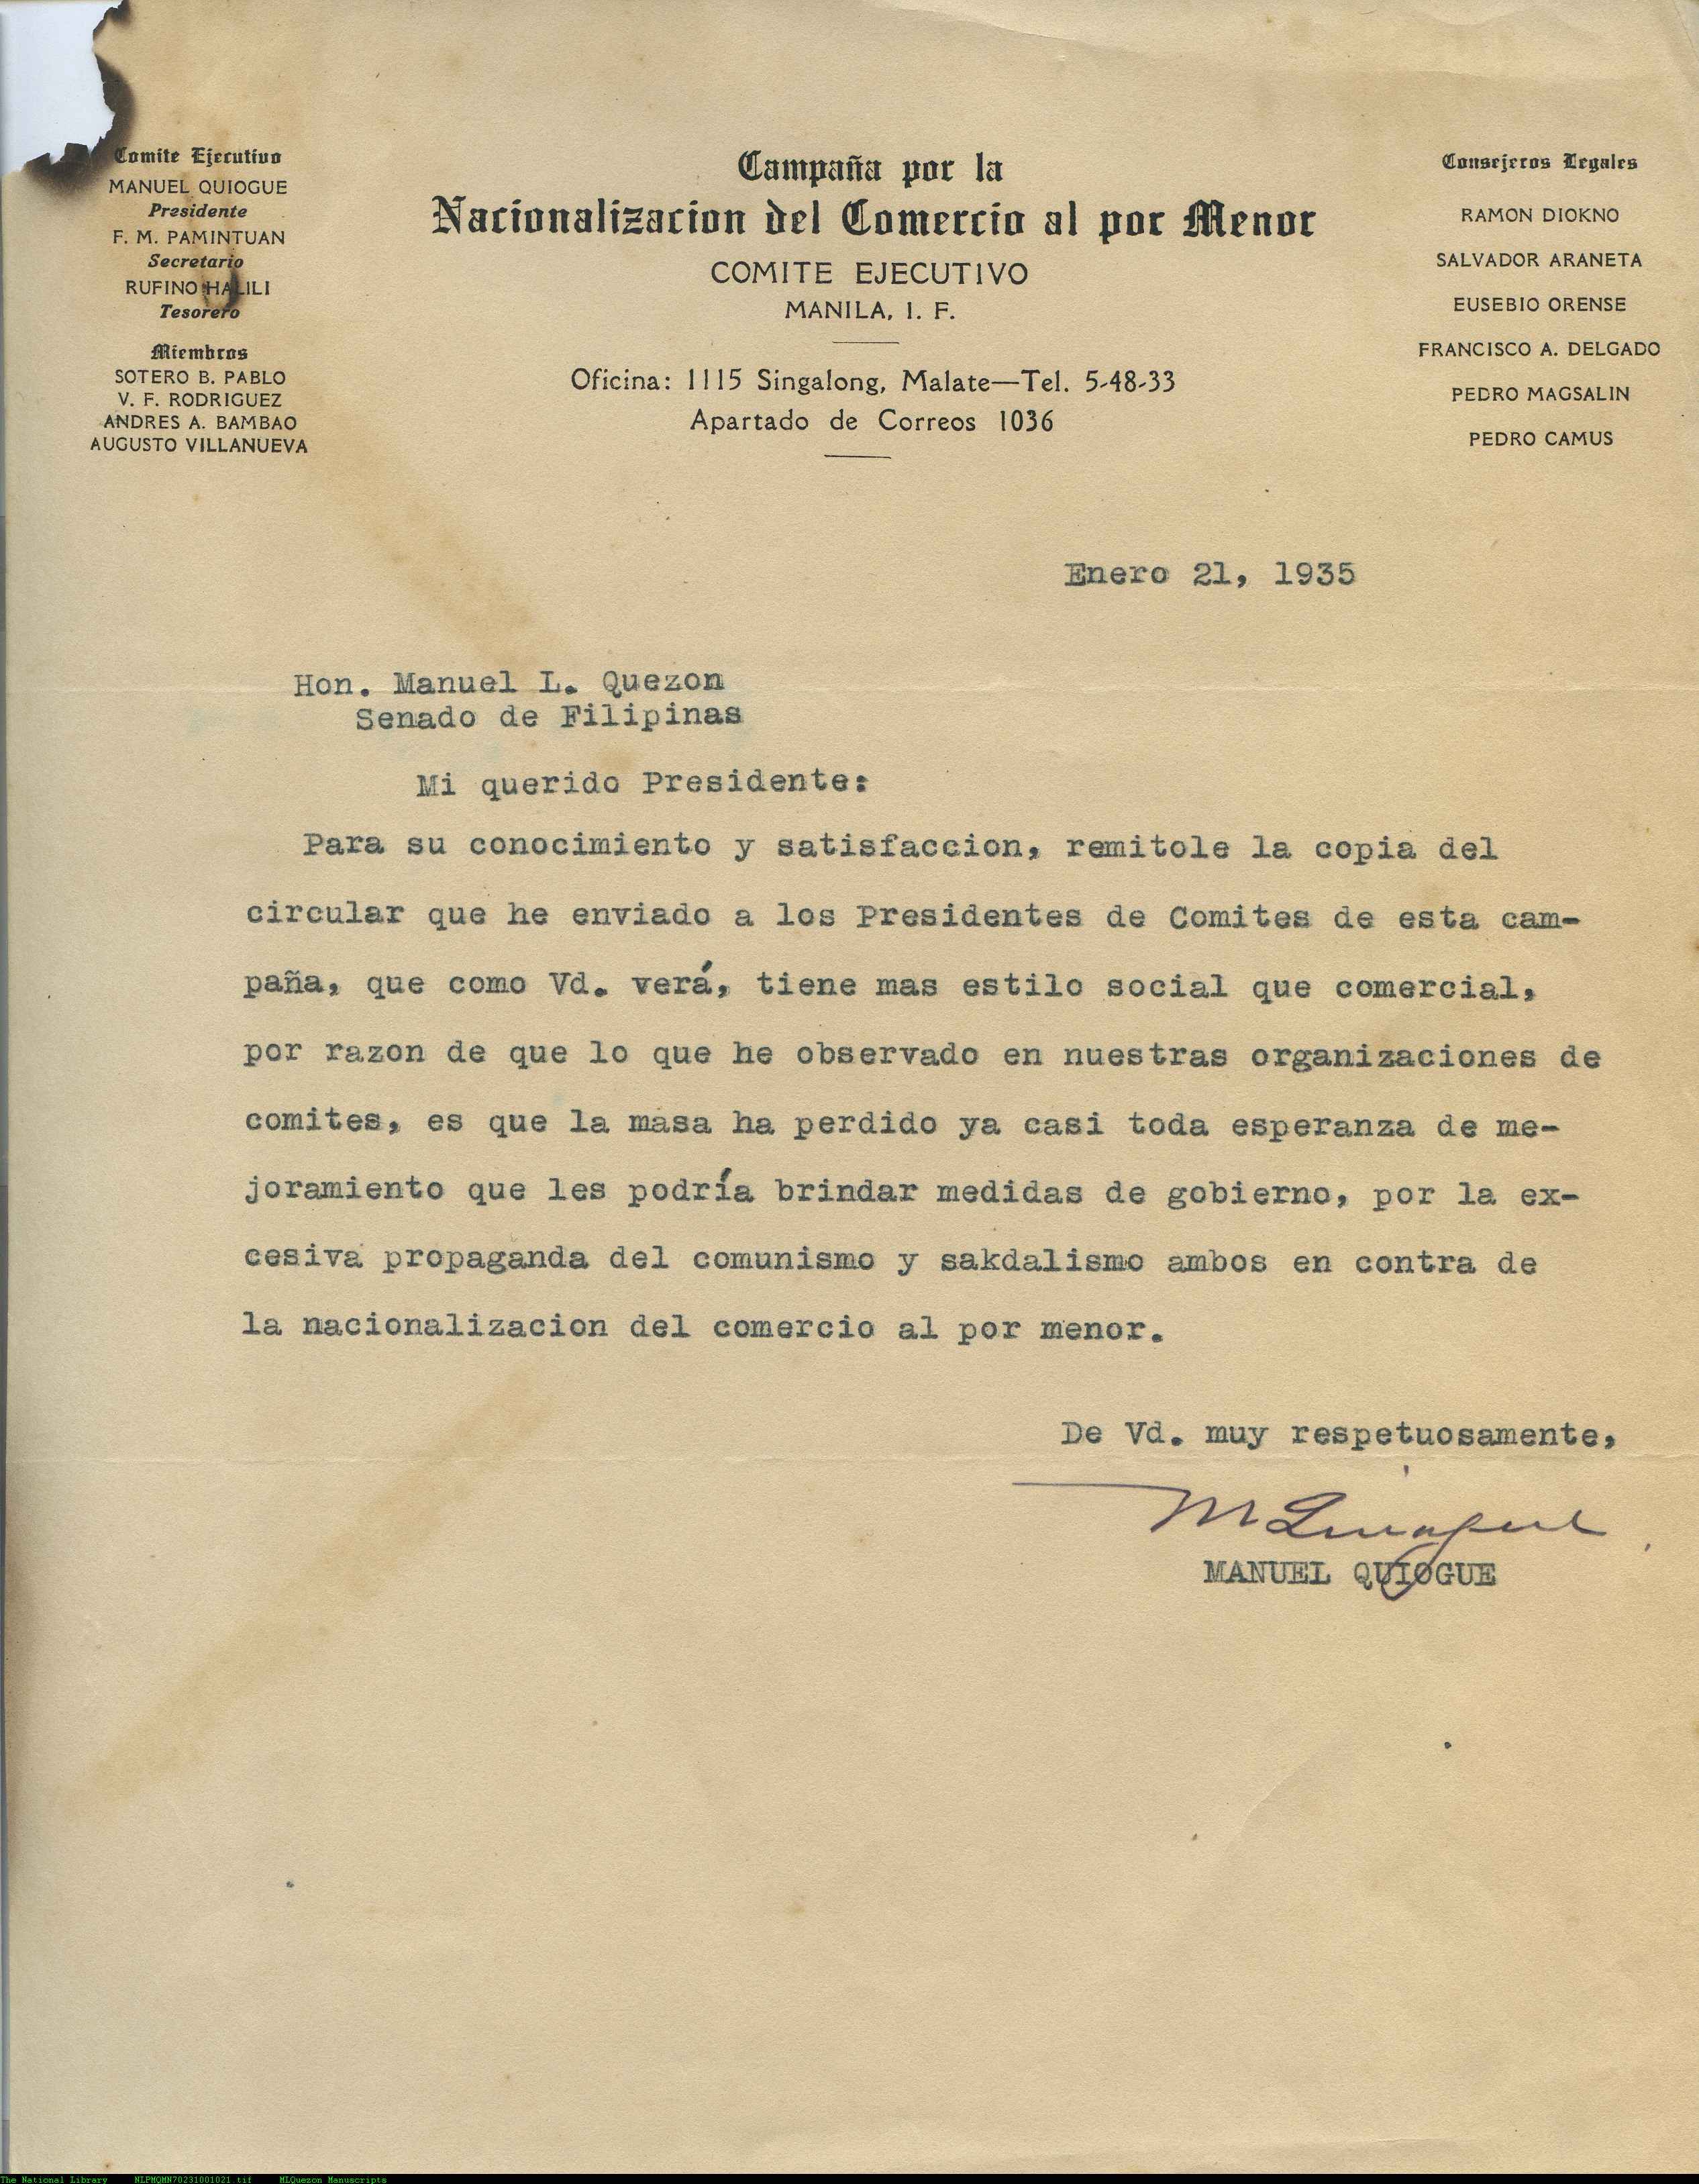 Comite Ejecutivo
MANUEL QUIOGUE
Presidente
F. M. PAMINTUAN
Secretario
RUFINO HALILI
Tesorero
Miembros
SOTERO B. PABLO
V. F. RODRIGUEZ
ANDRES A. BAMBAO
AUGUSTO VILLANUEVA
Campaña por la
Nacionalizacion del Comercio al por Menor
COMITE EJECUTIVO
MANILA, I. F.
Oficina: 1115 Singalong, Malate—Tel. 5-48-33
Apartado de Correos 1036
Consejeros Legales
RAMON DIOKNO
SALVADOR ARANETA
EUSEBIO ORENSE
FRANCISCO A. DELGADO
PEDRO MAGSALIN
PEDRO CAMUS
Enero 21, 1935
Hon. Manuel L. Quezon
Senado de Filipinas
Mi querido Presidente:
Para su conocimiento y satisfaccion, remitole la copia del
circular que he enviado a los Presidentes de Comites de esta cam-
paña, que como Vd. verá, tiene mas estilo social que comercial,
por razon de que lo que he observado en nuestras organizaciones de
comites, es que la masa ha perdido ya casi toda esperanza de me-
joramiento que les podría brindar medidas de gobierno, por la ex-
cesiva propaganda del comunismo y sakdalismo ambos en contra de
la nacionalizacion del comercio al por menor.
De Vd. muy respetuosamente,
M Quiogue
MANUEL QUIOGUE
The National Library NLPMQMN70231001021.tif MLQuezon Manuscripts